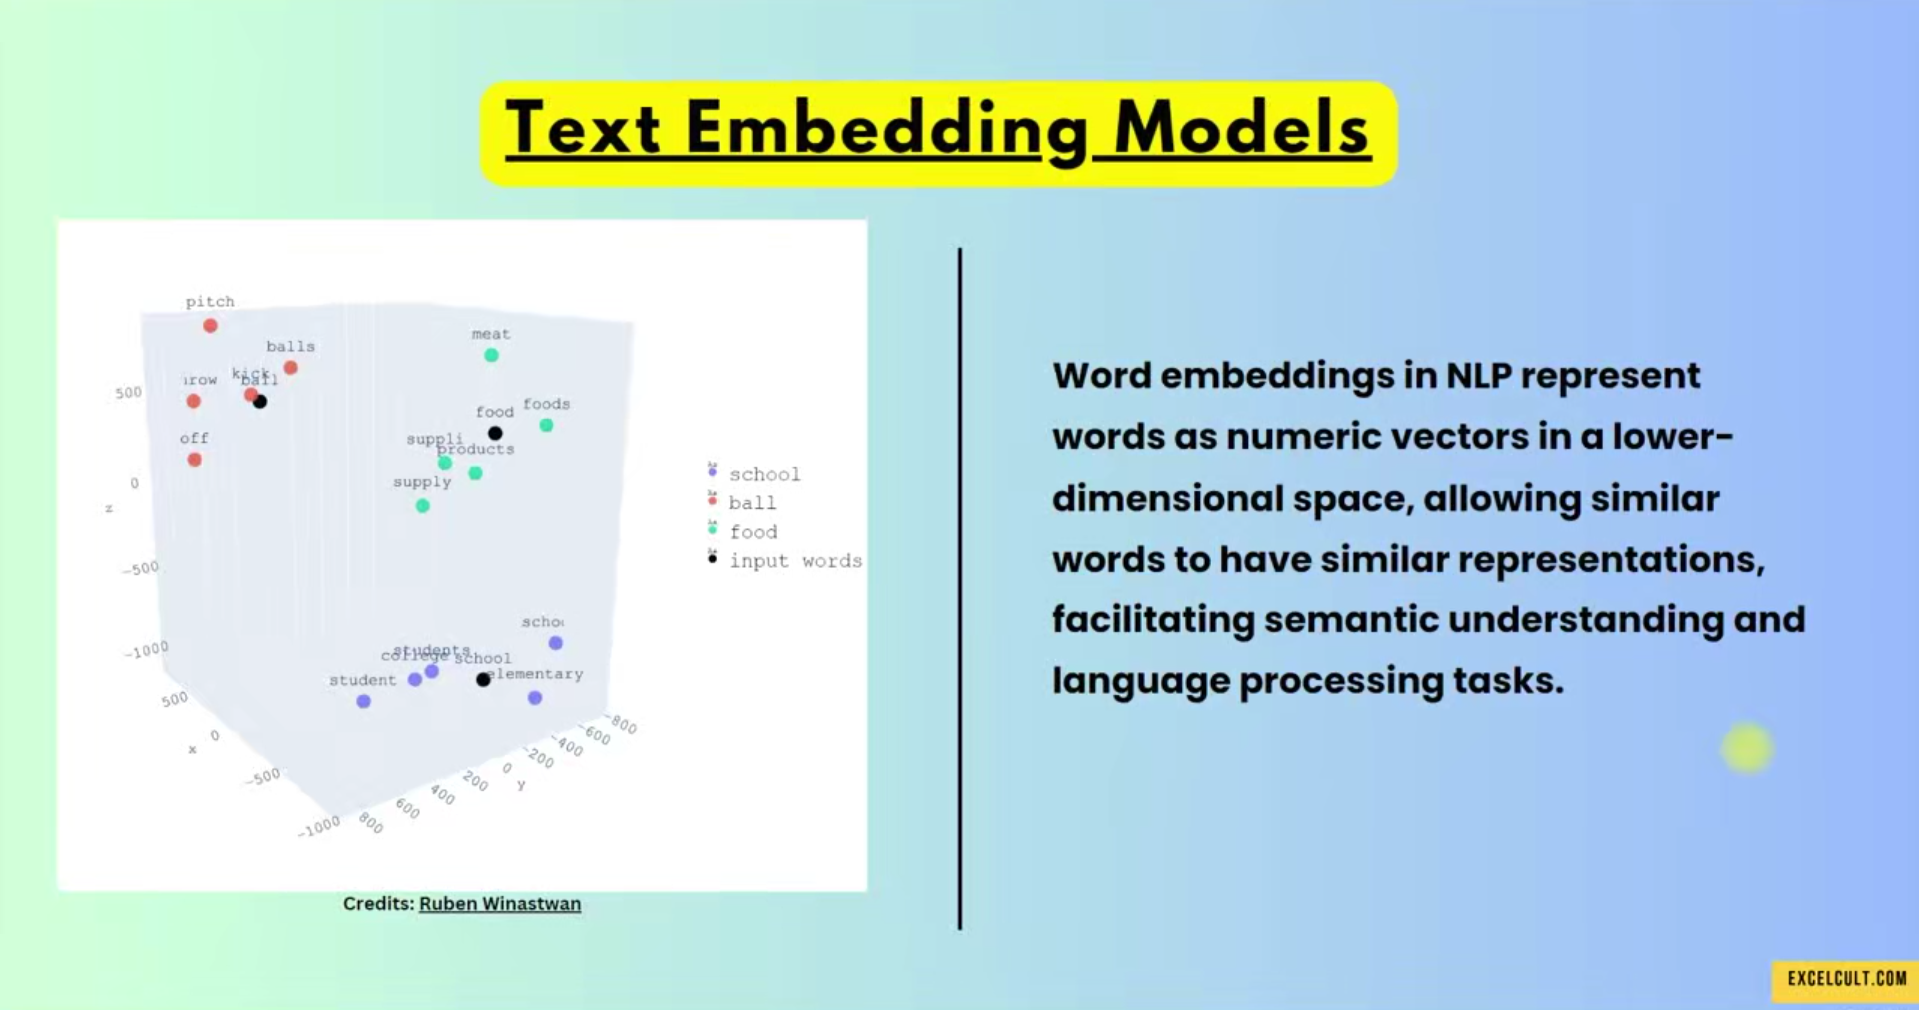 Text Embedding Models
pitch
meat
balls
kick
ball
500
foods
food
off
suppli
products
supply
school
0
z
ball
food
input words
-500
-1000
students
college
school
student
elementary
500
0
x
-500
-1000
-800
-600
-400
-200
0
y
200
400
600
800
Word embeddings in NLP represent
words as numeric vectors in a lower-
dimensional space, allowing similar
words to have similar representations,
facilitating semantic understanding and
language processing tasks.
Credits: Ruben Winastwan
EXCELCULT.COM